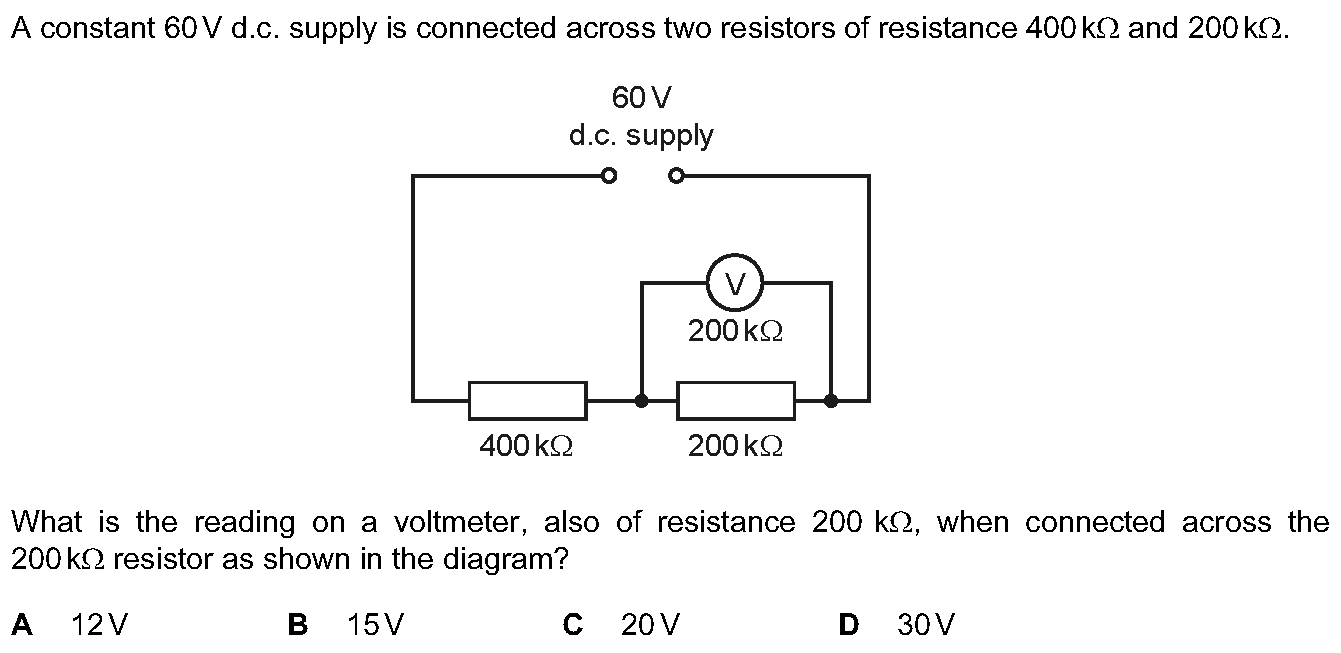 A constant 60 V d.c. supply is connected across two resistors of resistance 400 kΩ and 200 kΩ.
60 V
d.c. supply
V
200 kΩ
400 kΩ 200 kΩ
What is the reading on a voltmeter, also of resistance 200 kΩ, when connected across the
200 kΩ resistor as shown in the diagram?
A 12 V B 15 V C 20 V D 30 V